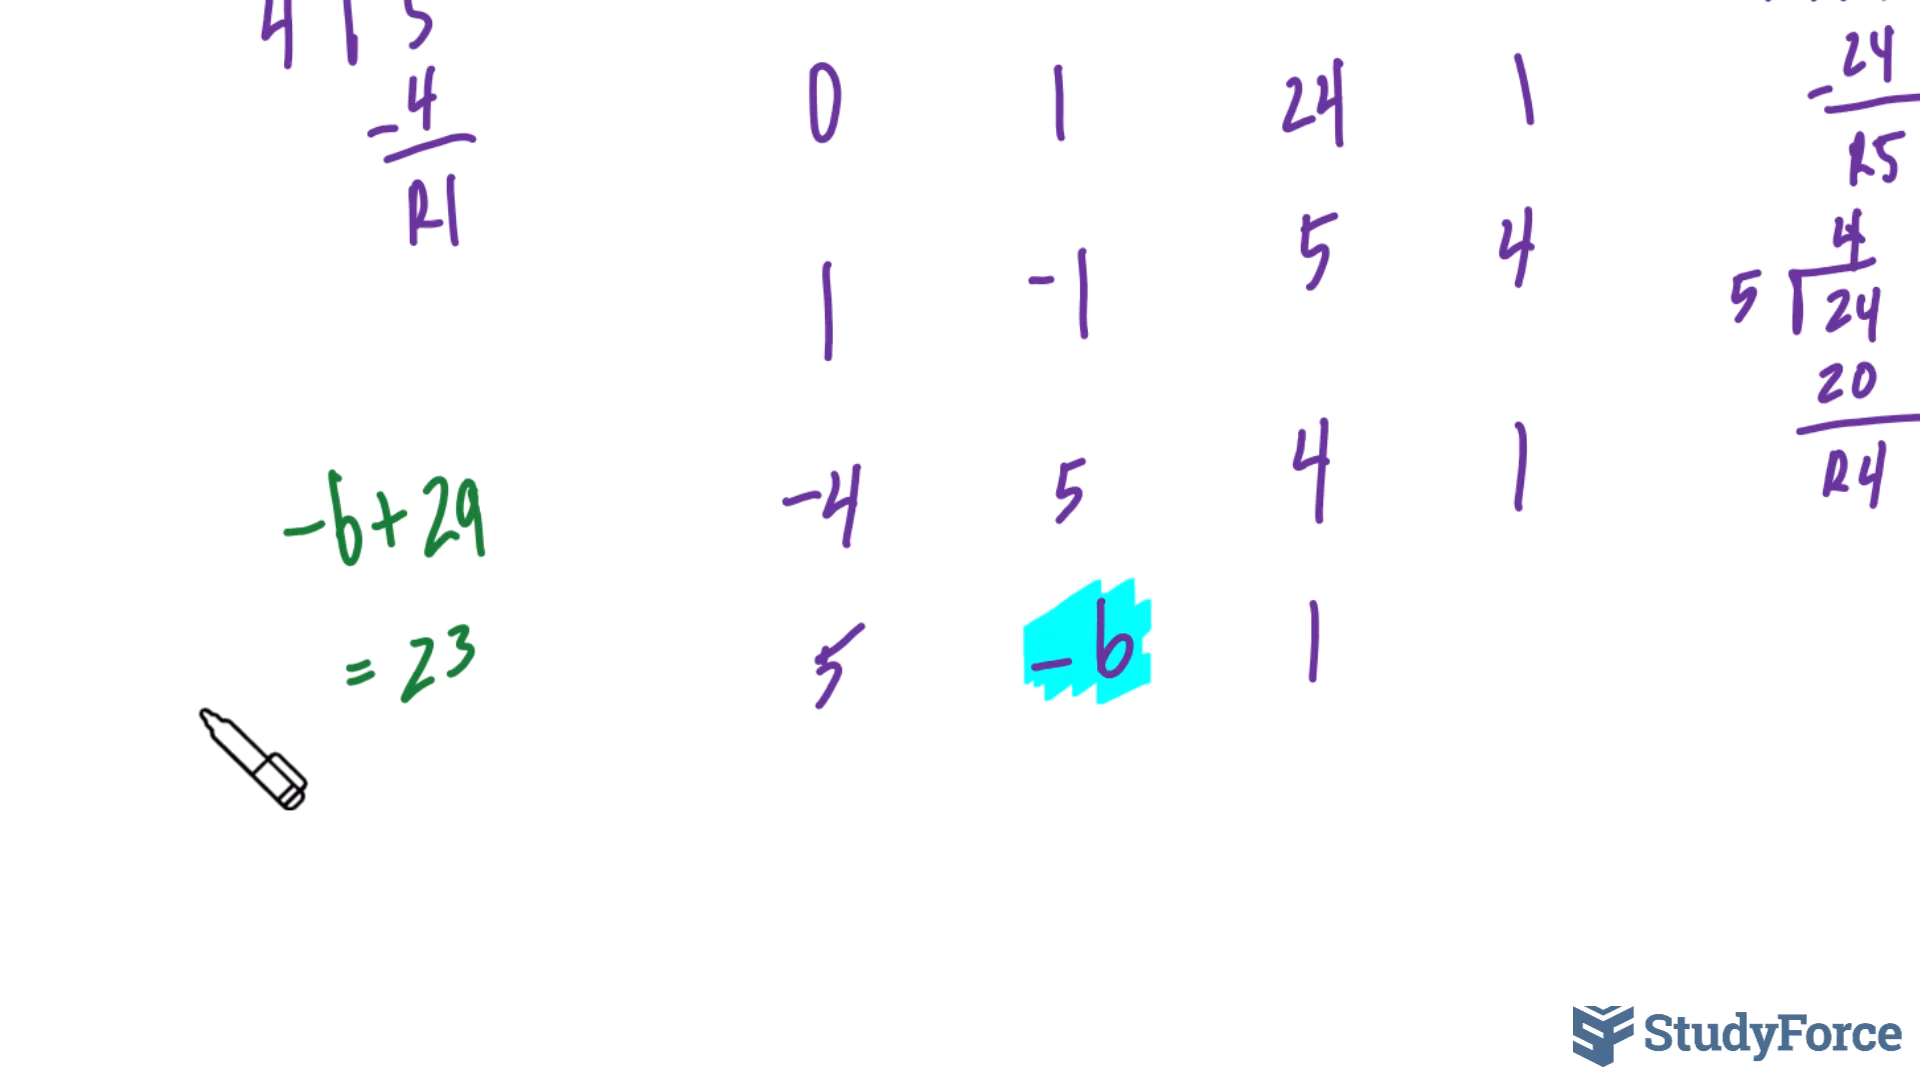 4 5
- 4
R1
0 1 24 1
1 -1 5 4
-4 5 4 1
5 -6 1
-6+29
= 23
- 24
R5
4
5 24
20
R4
StudyForce